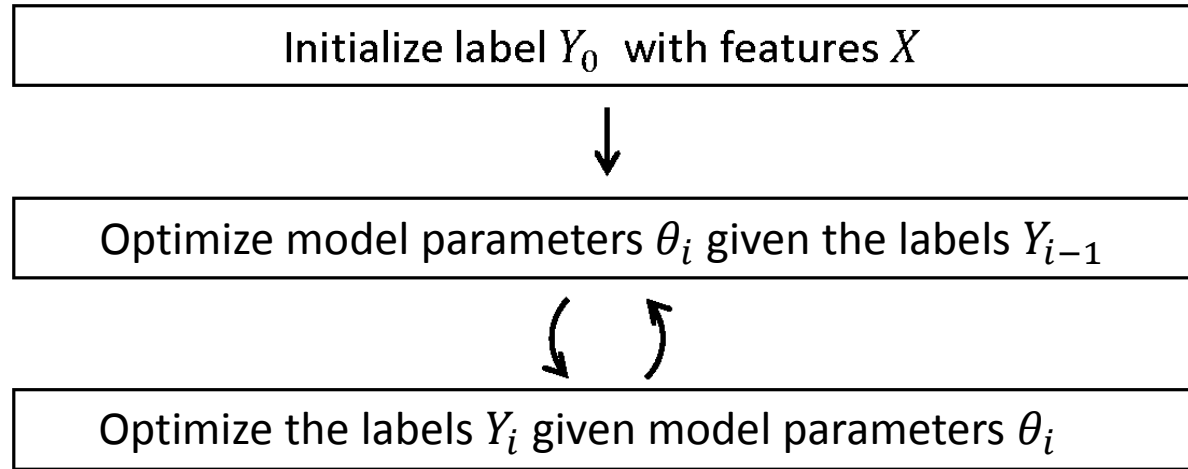 Initialize label Y₀ with features X
Optimize model parameters θᵢ given the labels Yᵢ₋₁
Optimize the labels Yᵢ given model parameters θᵢ